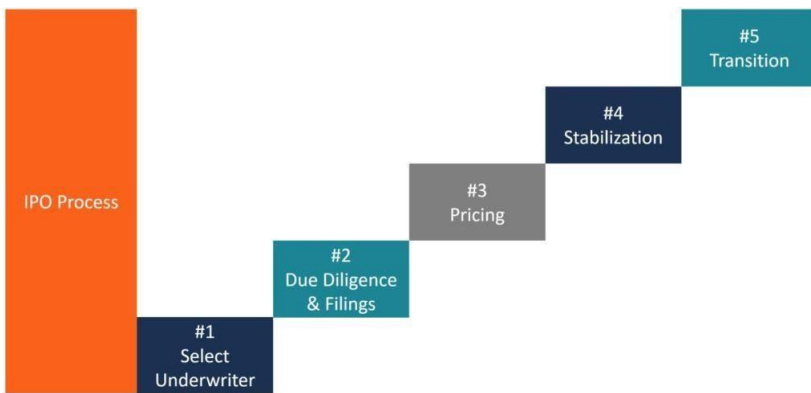 IPO Process
#1
Select
Underwriter
#2
Due Diligence
& Filings
#3
Pricing
#4
Stabilization
#5
Transition